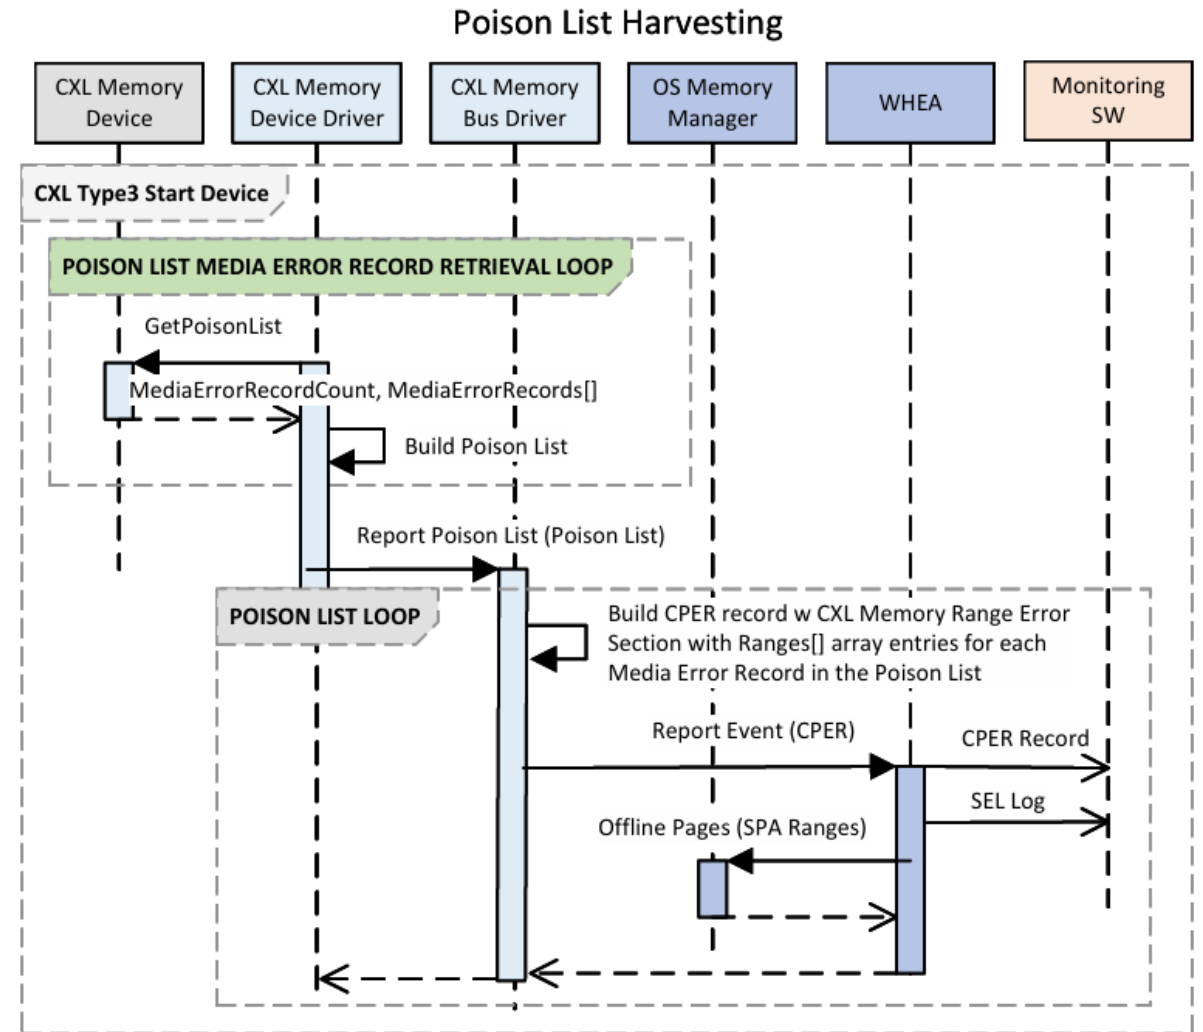 Poison List Harvesting
CXL Memory
Device
CXL Memory
Device Driver
CXL Memory
Bus Driver
OS Memory
Manager
WHEA
Monitoring
SW
CXL Type3 Start Device
POISON LIST MEDIA ERROR RECORD RETRIEVAL LOOP
GetPoisonList
MediaErrorRecordCount, MediaErrorRecords[]
Build Poison List
Report Poison List (Poison List)
POISON LIST LOOP
Build CPER record w CXL Memory Range Error
Section with Ranges[] array entries for each
Media Error Record in the Poison List
Report Event (CPER)
CPER Record
SEL Log
Offline Pages (SPA Ranges)